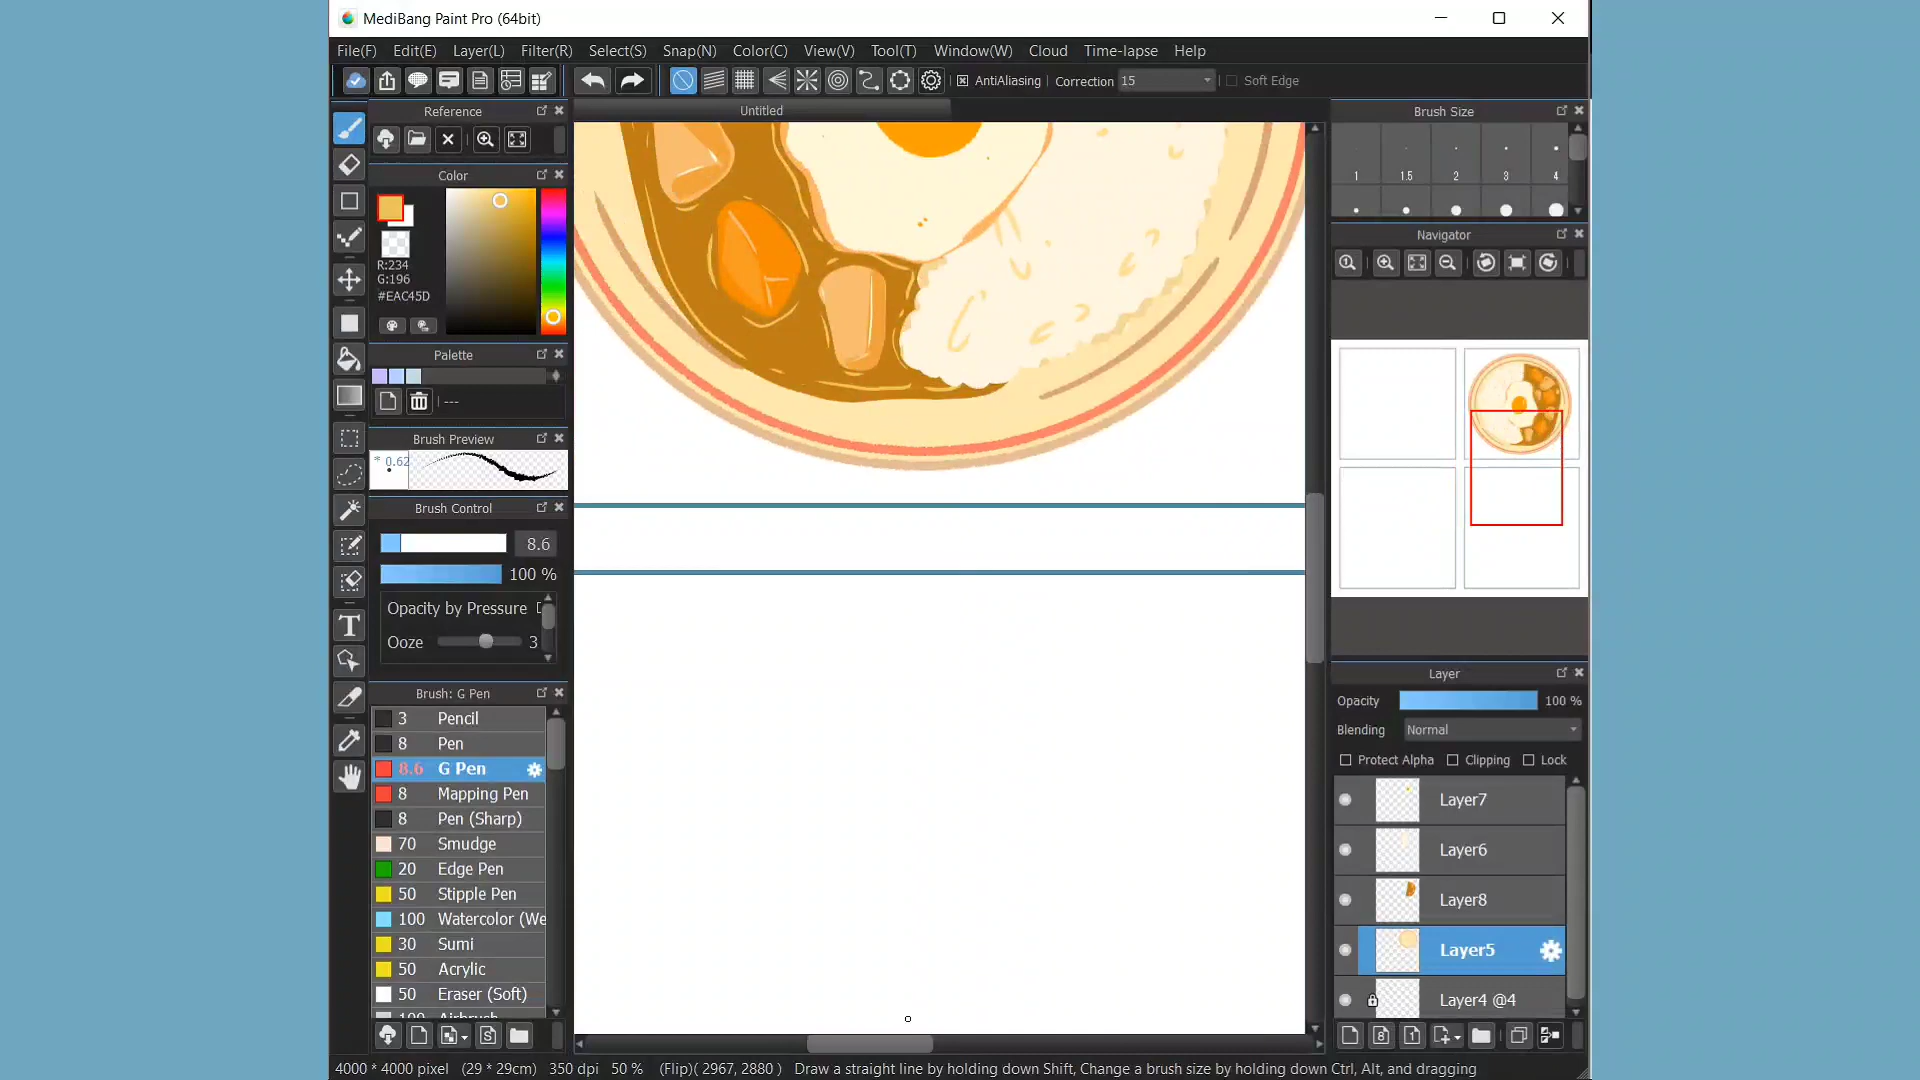 MediBang Paint Pro (64bit)
File(F) Edit(E) Layer(L) Filter(R) Select(S) Snap(N) Color(C) View(V) Tool(T) Window(W) Cloud Time-lapse Help
AntiAliasing Correction 15 Soft Edge
Reference
Untitled
Brush Size
1 1.5 2 3 4
Color
R:234
G:196
#EAC45D
Navigator
Palette
---
Brush Preview
* 0.62
Brush Control
8.6
100 %
Opacity by Pressure
Ooze 3
Brush: G Pen
3 Pencil
8 Pen
8.6 G Pen
8 Mapping Pen
8 Pen (Sharp)
70 Smudge
20 Edge Pen
50 Stipple Pen
100 Watercolor (We
30 Sumi
50 Acrylic
50 Eraser (Soft)
Layer
Opacity 100 %
Blending Normal
Protect Alpha Clipping Lock
Layer7
Layer6
Layer8
Layer5
Layer4 @4
4000 * 4000 pixel (29 * 29cm) 350 dpi 50 % (Flip)( 2967, 2880 ) Draw a straight line by holding down Shift, Change a brush size by holding down Ctrl, Alt, and dragging